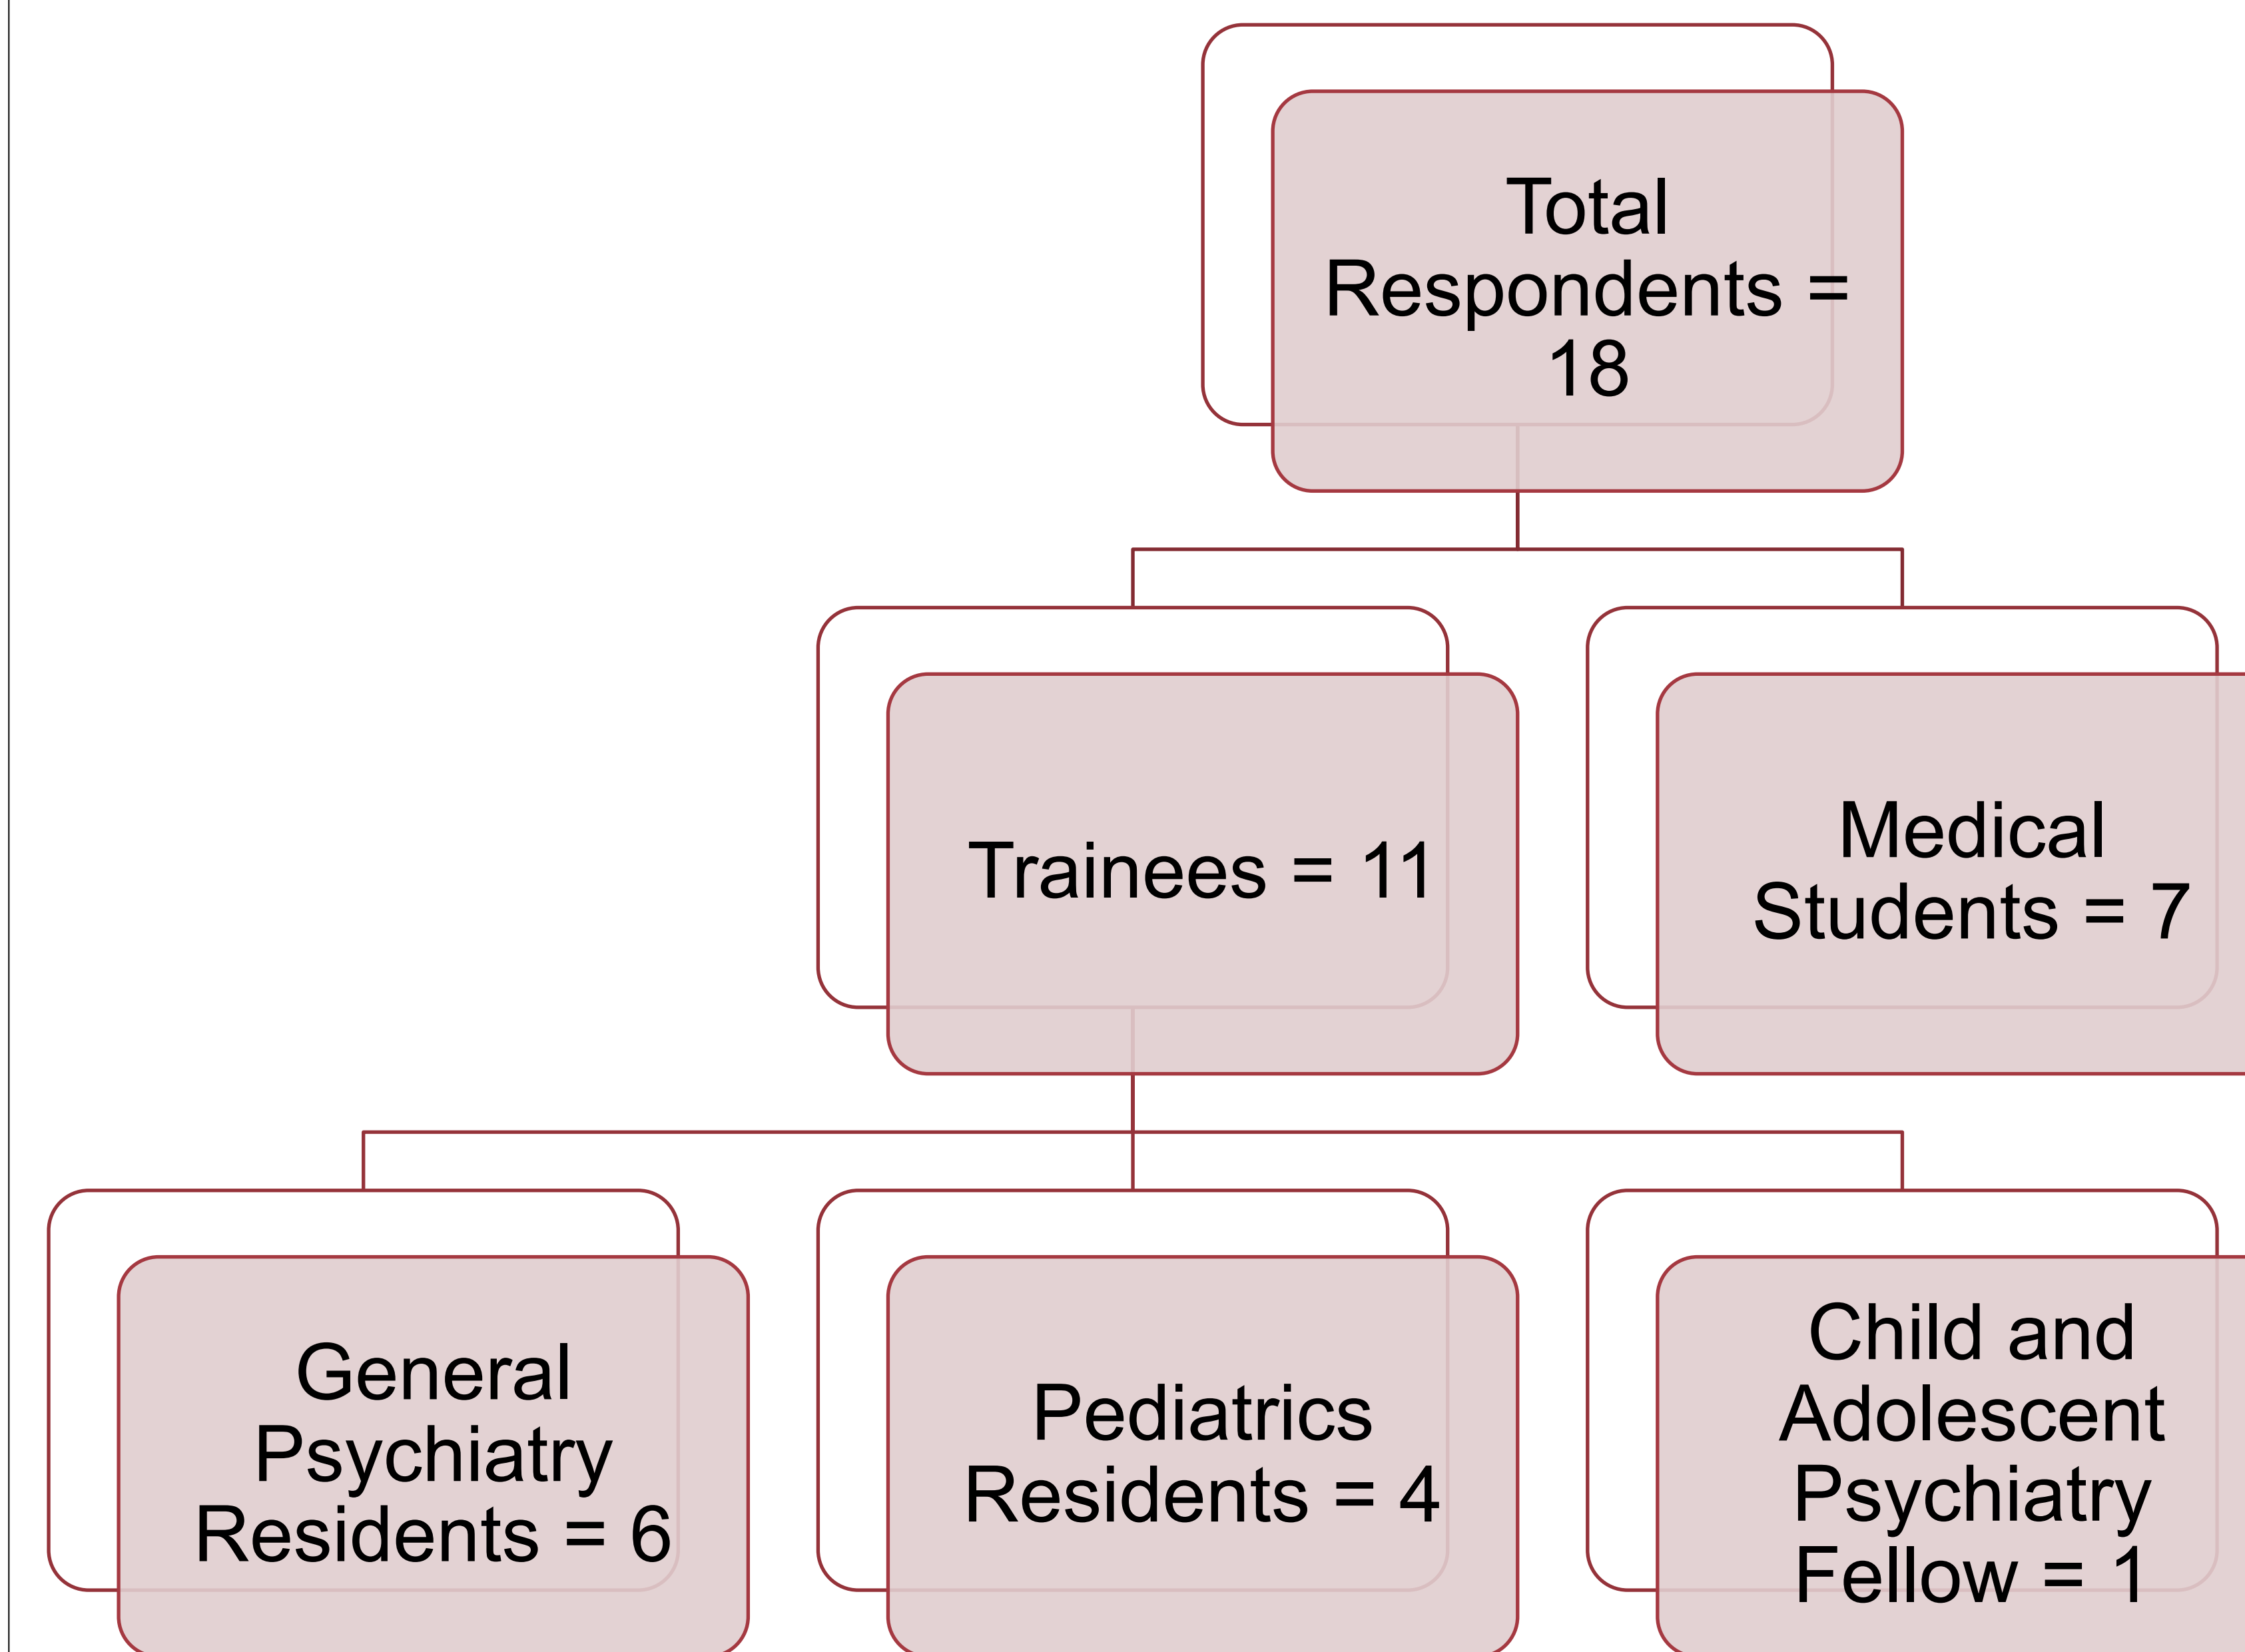 Total
Respondents =
18
Trainees = 11
Medical
Students = 7
General
Psychiatry
Residents = 6
Pediatrics
Residents = 4
Child and
Adolescent
Psychiatry
Fellow = 1